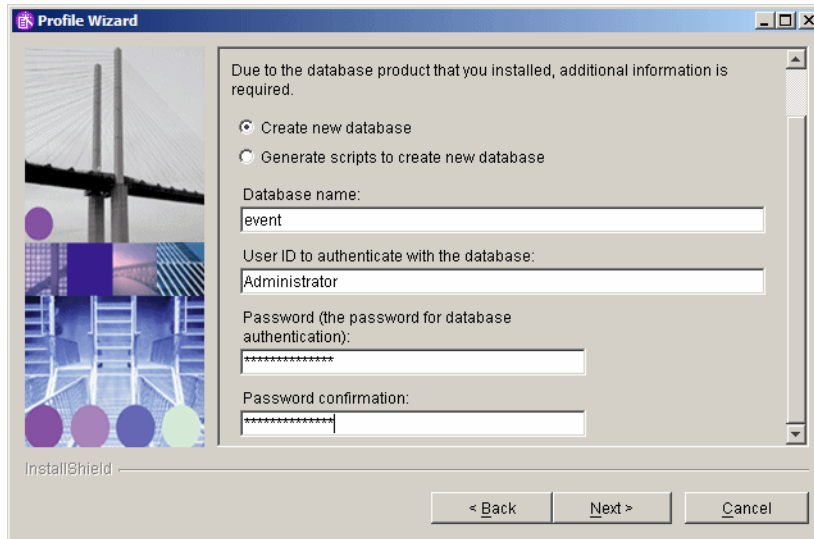 Profile Wizard
Due to the database product that you installed, additional information is
required.
Create new database
Generate scripts to create new database
Database name:
event
User ID to authenticate with the database:
Administrator
Password (the password for database
authentication):
**************
Password confirmation:
**************
InstallShield
< Back
Next >
Cancel